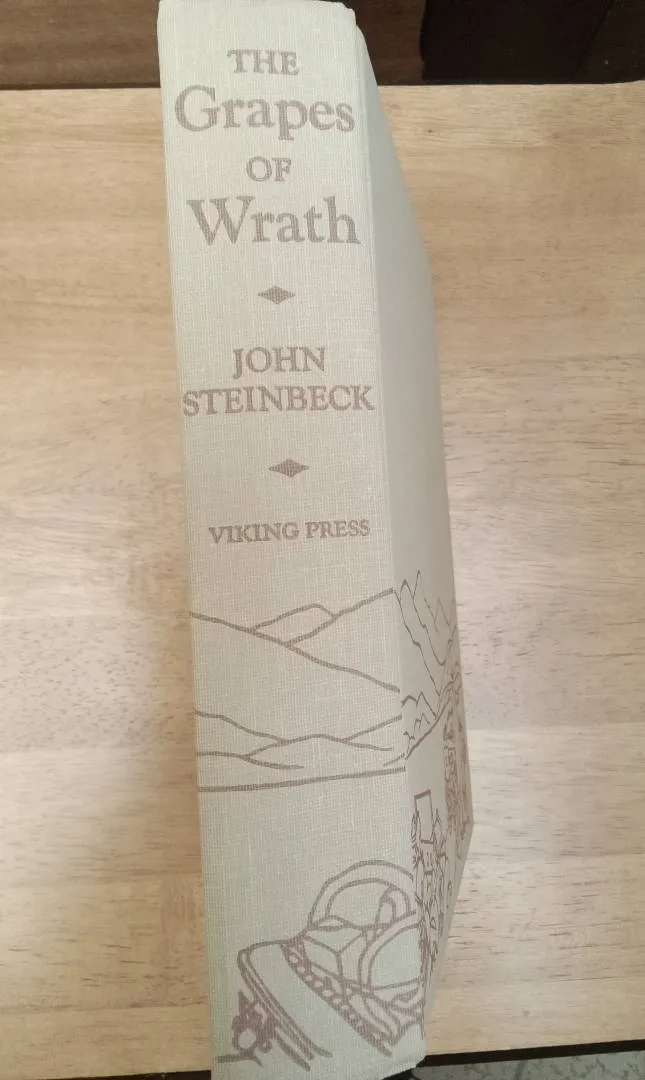 THE
Grapes
OF
Wrath
JOHN
STEINBECK
VIKING PRESS